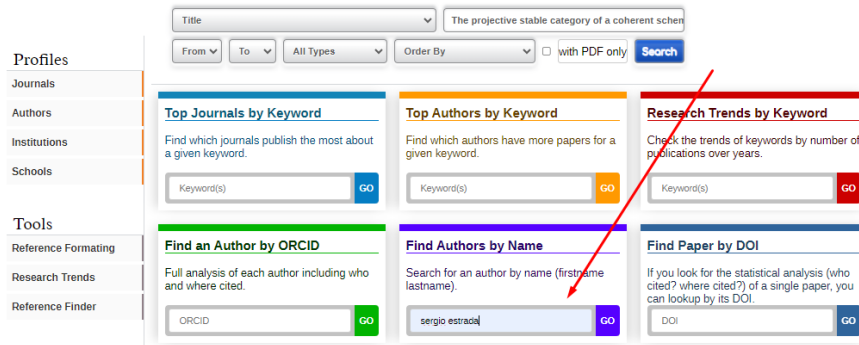 Title
The projective stable category of a coherent schem
From
To
All Types
Order By
with PDF only
Search
Profiles
Journals
Authors
Institutions
Schools
Tools
Reference Formating
Research Trends
Reference Finder
Top Journals by Keyword
Find which journals publish the most about
a given keyword.
Keyword(s)
GO
Top Authors by Keyword
Find which authors have more papers for a
given keyword.
Keyword(s)
GO
Research Trends by Keyword
Check the trends of keywords by number of
publications over years.
Keyword(s)
GO
Find an Author by ORCID
Full analysis of each author including who
and where cited.
ORCID
GO
Find Authors by Name
Search for an author by name (firstname
lastname).
sergio estrada
GO
Find Paper by DOI
If you look for the statistical analysis (who
cited? where cited?) of a single paper, you
can lookup by its DOI.
DOI
GO